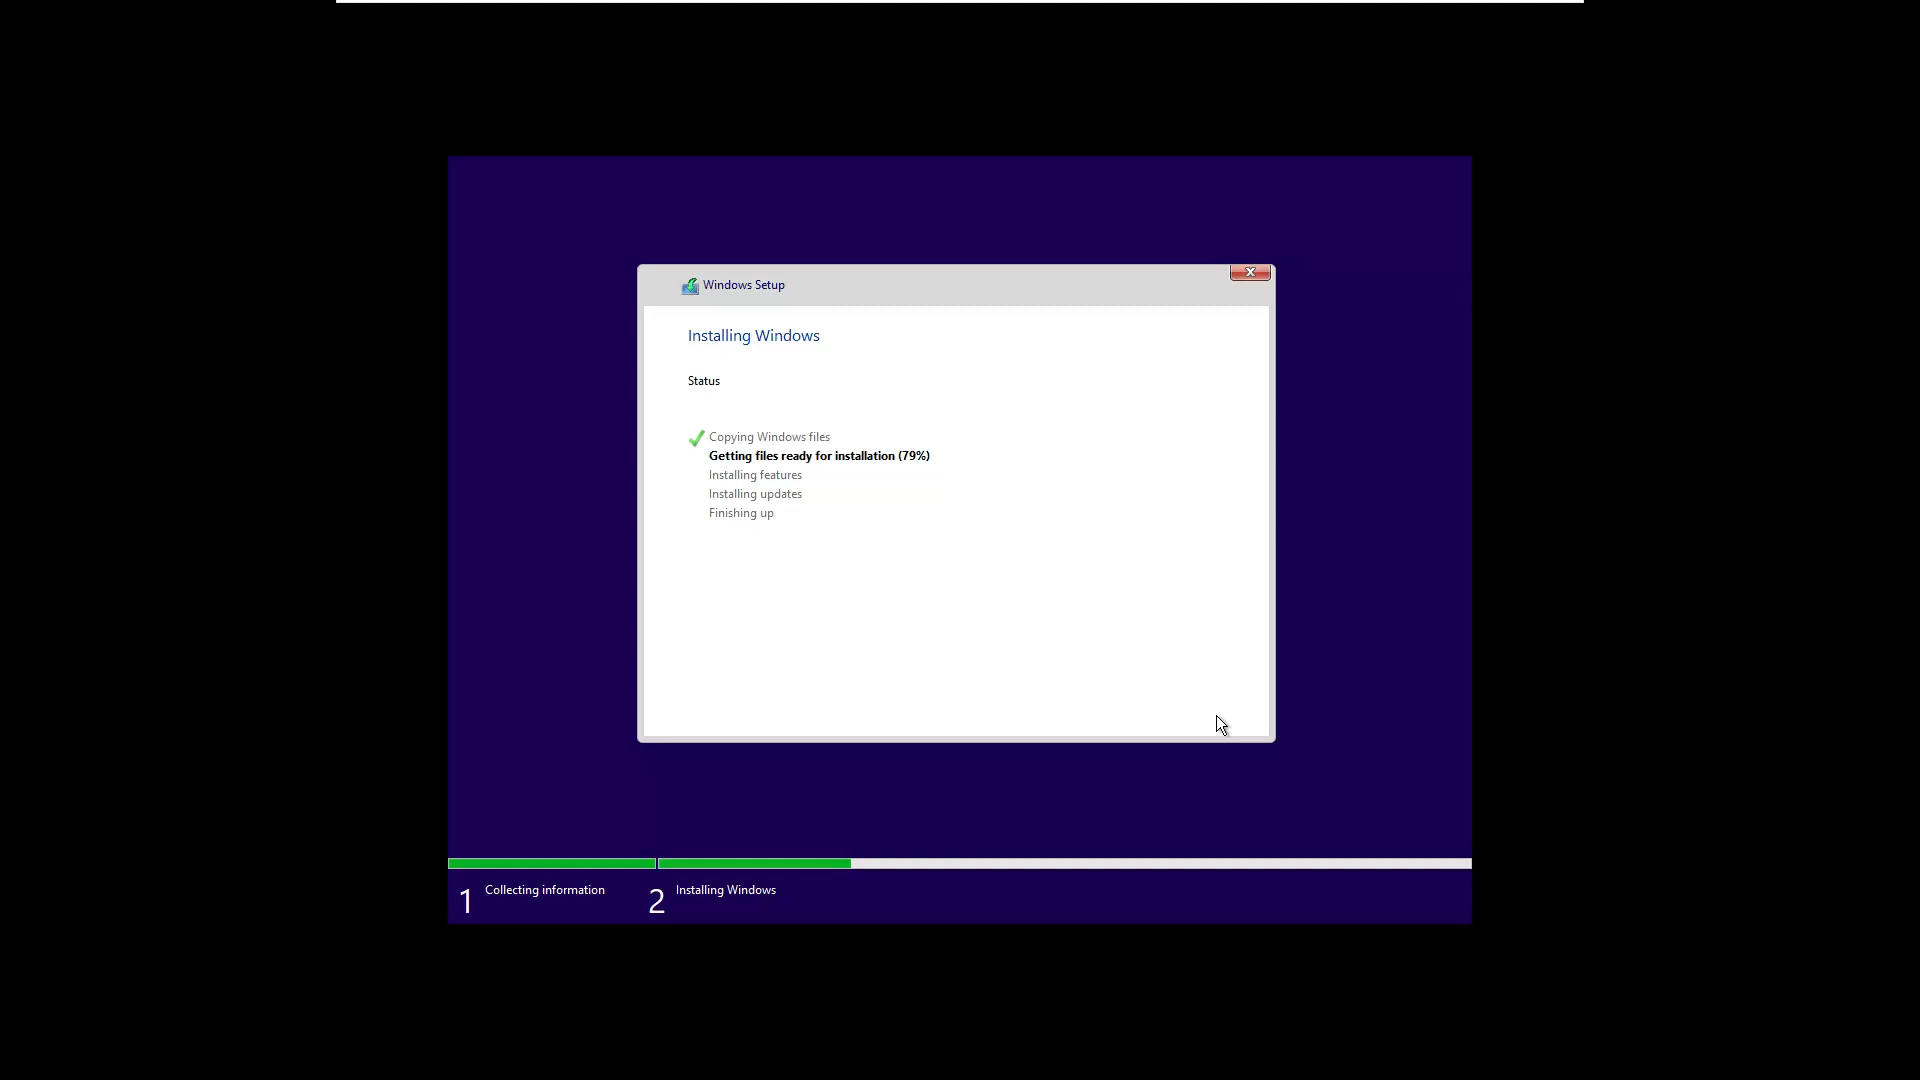 Windows Setup
Installing Windows
Status
Copying Windows files
Getting files ready for installation (79%)
Installing features
Installing updates
Finishing up
1 Collecting information
2 Installing Windows